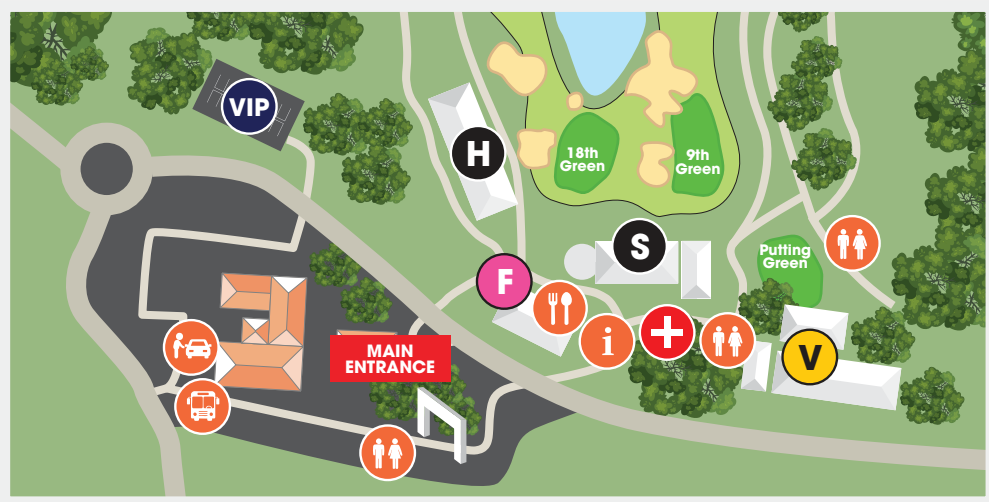 VIP
H
18th
Green
9th
Green
S
Putting
Green
F
i
V
MAIN
ENTRANCE